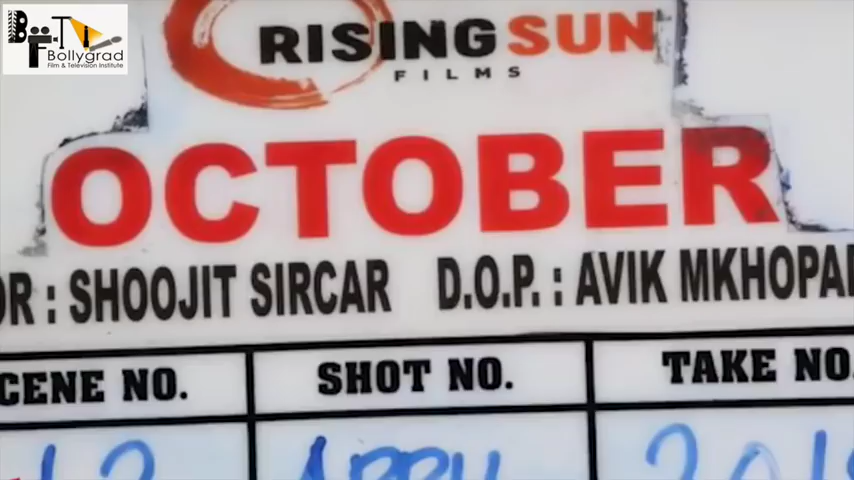 BFT
Bollygrad
Film & Television Institute
RISING SUN
FILMS
OCTOBER
OR : SHOOJIT SIRCAR D.O.P. : AVIK MKHOPA
CENE NO. SHOT NO. TAKE NO.